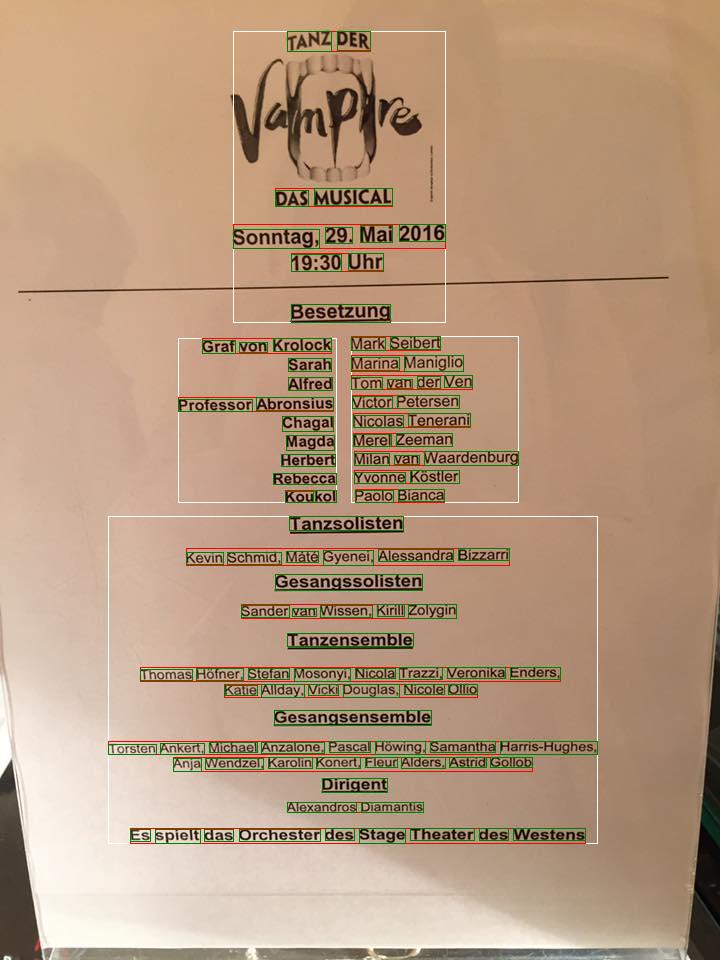 TANZ DER
Vampire
DAS MUSICAL
Sonntag, 29. Mai 2016
19:30 Uhr
Besetzung
Graf von Krolock Mark Seibert
Sarah Marina Maniglio
Alfred Tom van der Ven
Professor Abronsius Victor Petersen
Chagal Nicolas Tenerani
Magda Merel Zeeman
Herbert Milan van Waardenburg
Rebecca Yvonne Köstler
Koukol Paolo Bianca
Tanzsolisten
Kevin Schmid, Máté Gyenei, Alessandra Bizzarri
Gesangssolisten
Sander van Wissen, Kirill Zolygin
Tanzensemble
Thomas Höfner, Stefan Mosonyi, Nicola Trazzi, Veronika Enders,
Katie Allday, Vicki Douglas, Nicole Ollio
Gesangsensemble
Torsten Ankert, Michael Anzalone, Pascal Höwing, Samantha Harris-Hughes,
Anja Wendzel, Karolin Konert, Fleur Alders, Astrid Gollob
Dirigent
Alexandros Diamantis
Es spielt das Orchester des Stage Theater des Westens